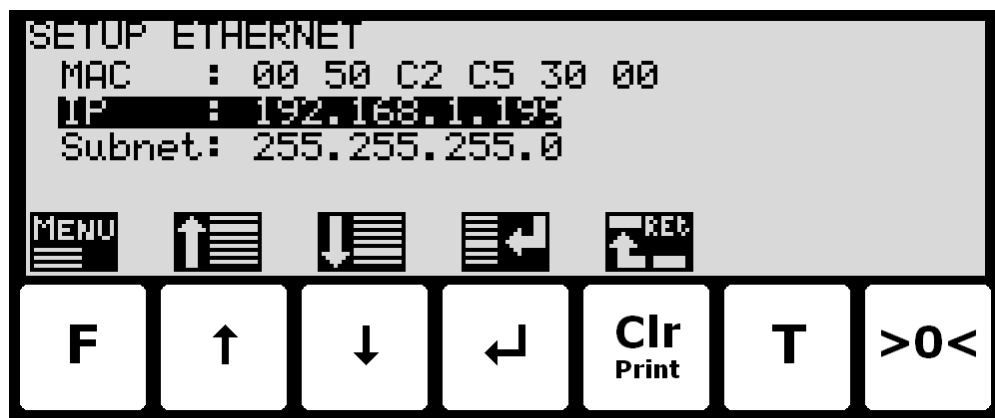 SETUP ETHERNET
MAC : 00 50 C2 C5 30 00
IP : 192.168.1.198
Subnet: 255.255.255.0
MENU RET
F ↑ ↓ ↵ Clr T >0<
Print